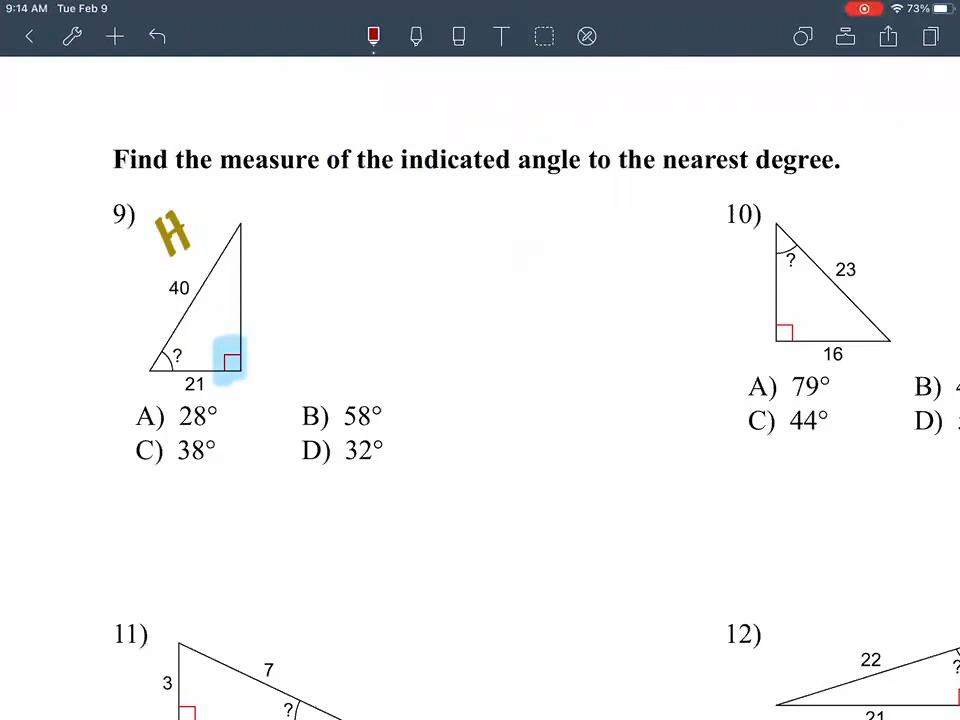 9:14 AM Tue Feb 9 73%
T
Find the measure of the indicated angle to the nearest degree.
9) H
40
?
21
A) 28° B) 58°
C) 38° D) 32°
10)
?
23
16
A) 79° B)
C) 44° D)
11)
7
3
?
12)
22
?
21